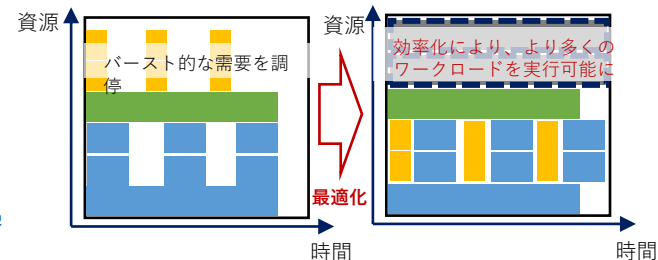 資源
バースト的な需要を調
停
時間
最適化
資源
効率化により、より多くの
ワークロードを実行可能に
時間